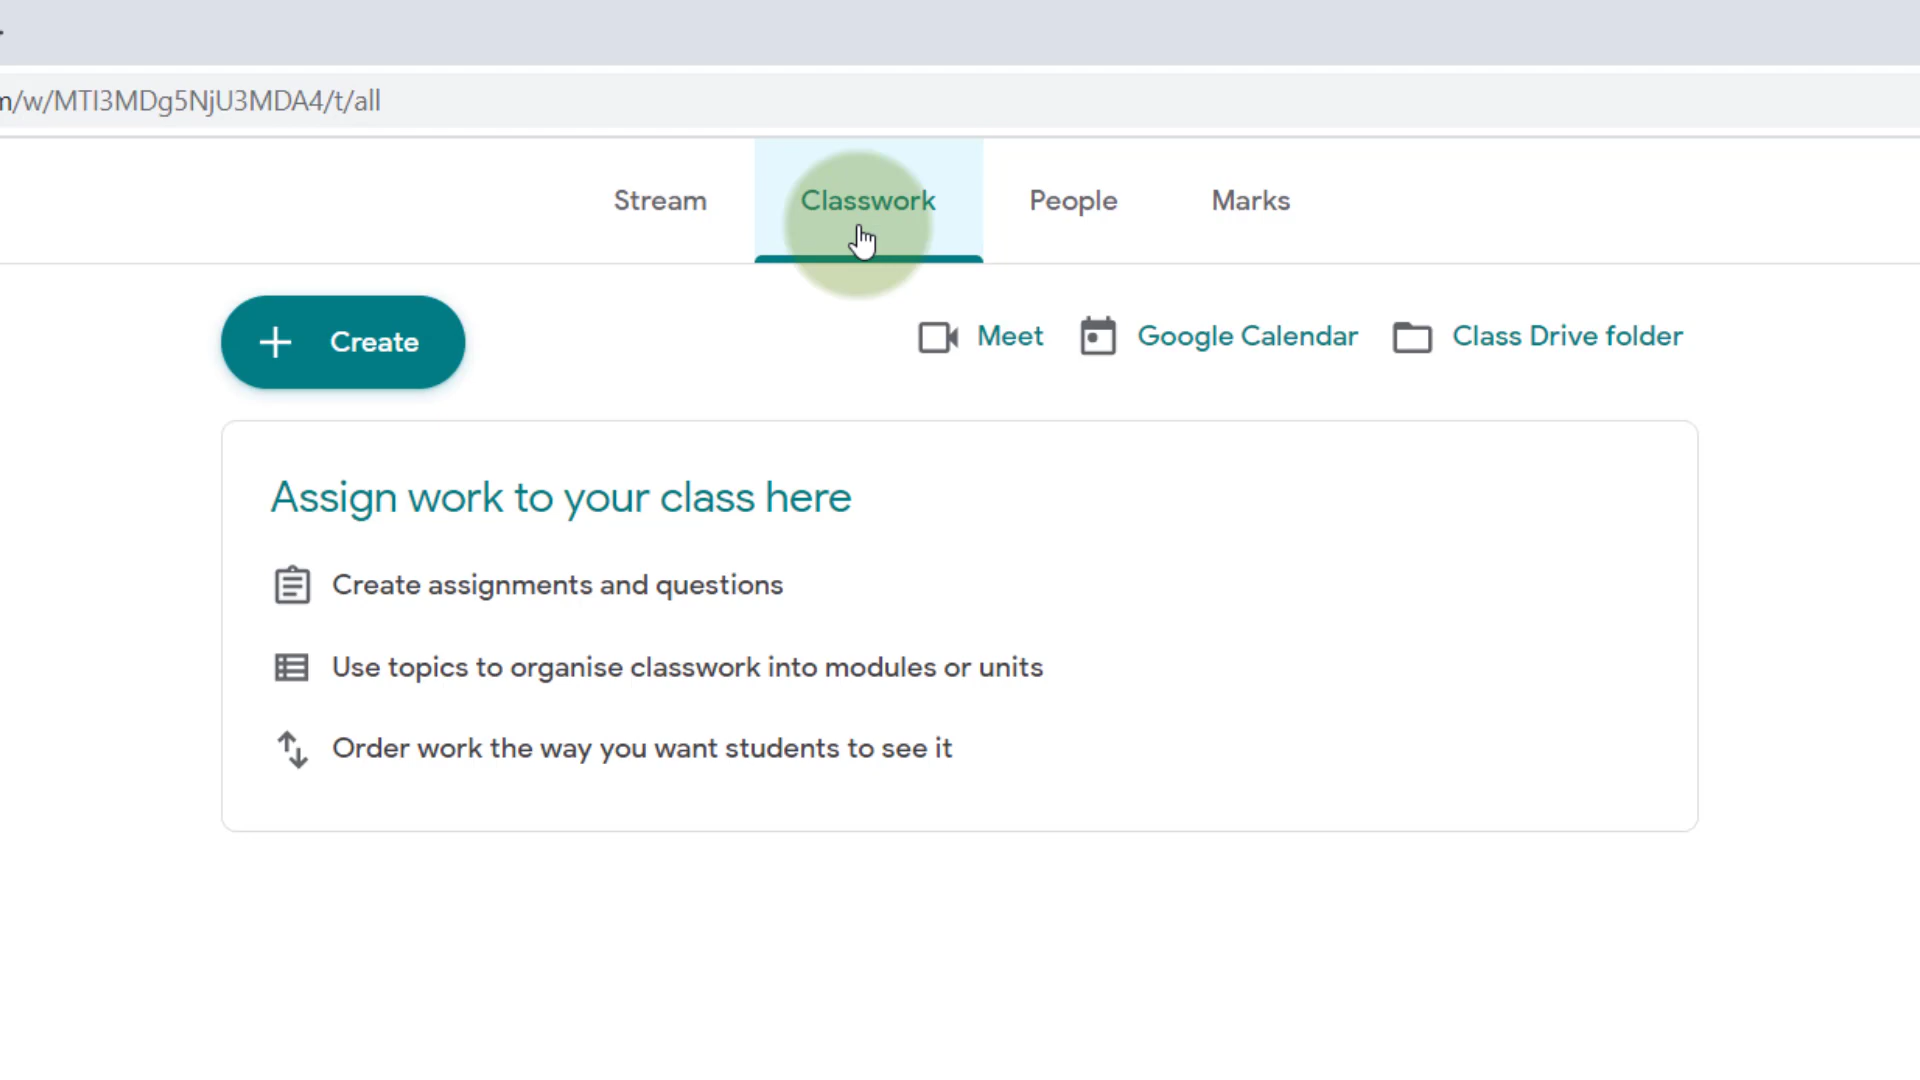 n/w/MTI3MDg5NjU3MDA4/t/all
Stream Classwork People Marks
Create Meet Google Calendar Class Drive folder
Assign work to your class here
Create assignments and questions
Use topics to organise classwork into modules or units
Order work the way you want students to see it